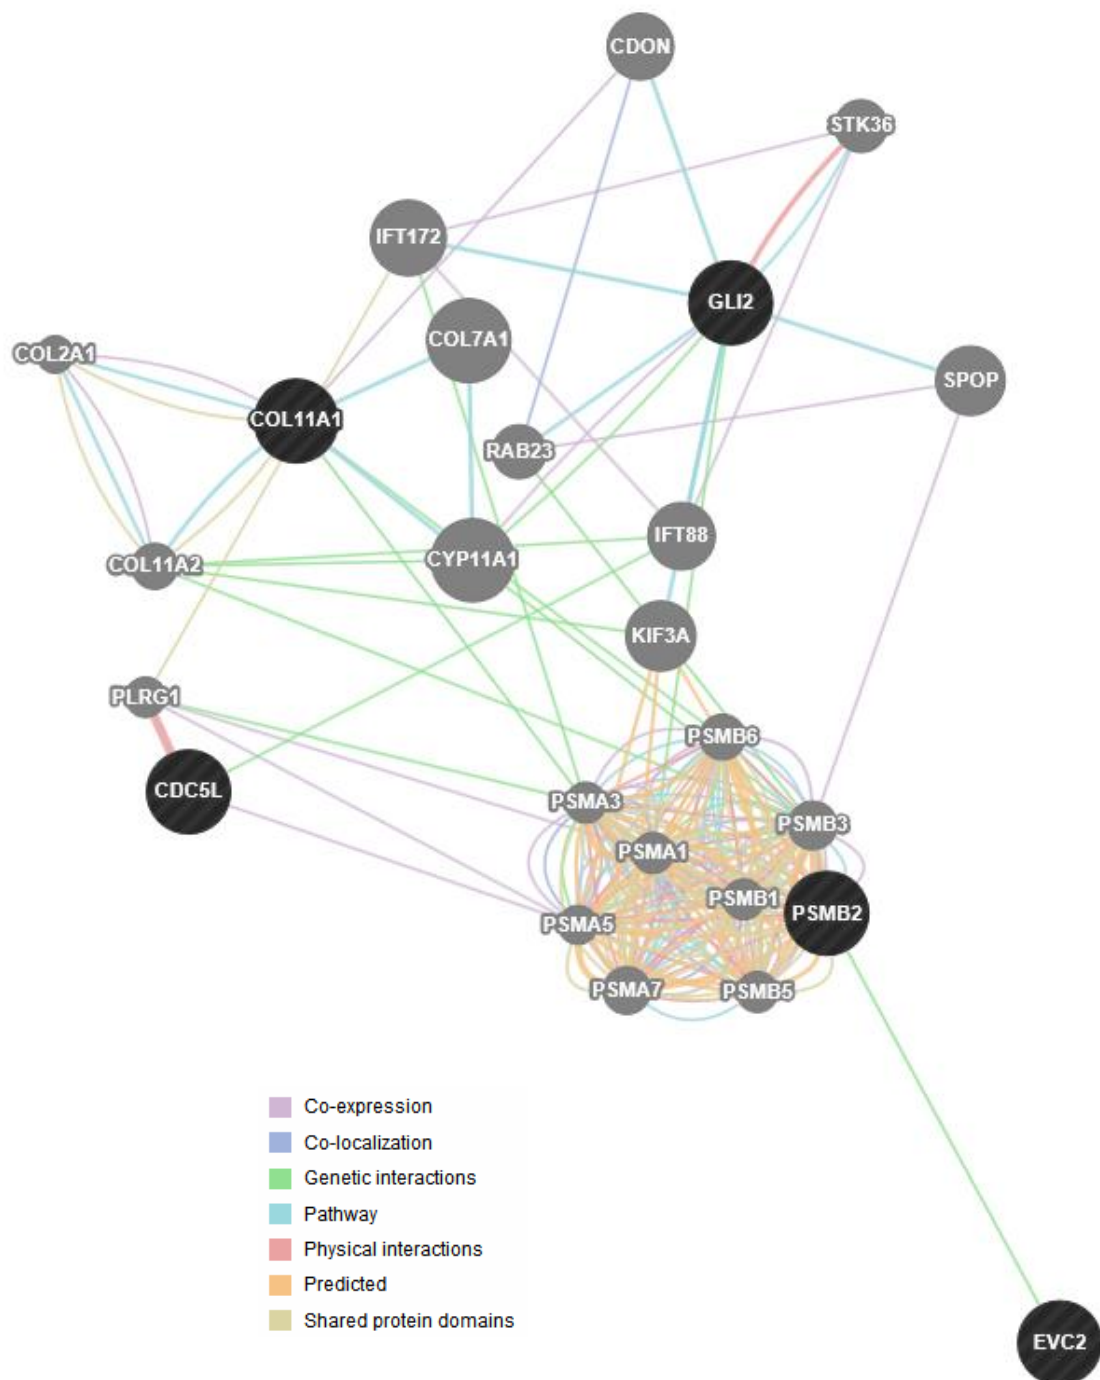 CDON
STK36
IFT172
GLI2
COL7A1
COL2A1
SPOP
COL11A1
RAB23
IFT88
CYP11A1
COL11A2
KIF3A
PLRG1
PSMB6
CDC5L
PSMA3
PSMB3
PSMA1
PSMB1
PSMB2
PSMA5
PSMA7
PSMB5
Co-expression
Co-localization
Genetic interactions
Pathway
Physical interactions
Predicted
Shared protein domains
EVC2